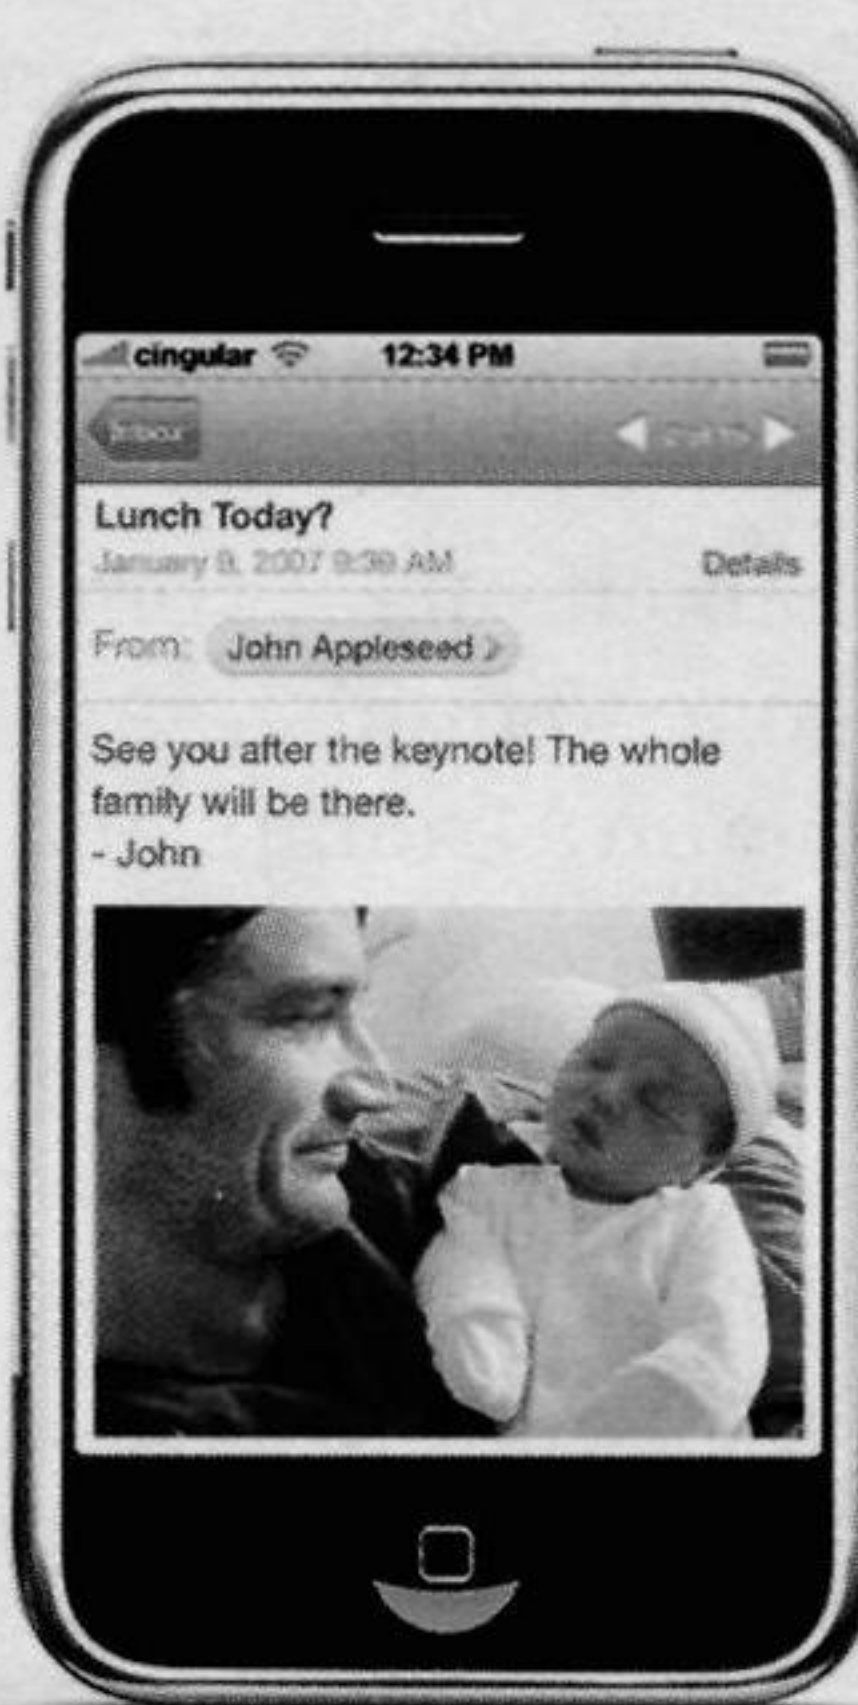 cingular 12:34 PM
Inbox
Lunch Today?
January 9, 2007 9:39 AM Details
From: John Appleseed
See you after the keynote! The whole
family will be there.
- John